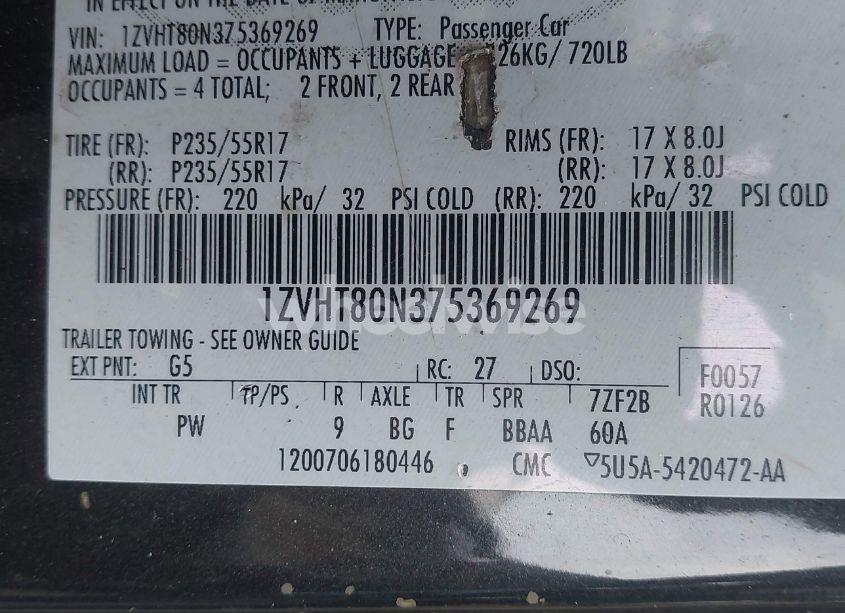 VIN: 1ZVHT80N375369269 TYPE: Passenger Car
MAXIMUM LOAD = OCCUPANTS + LUGGAGE 26KG/ 720LB
OCCUPANTS = 4 TOTAL; 2 FRONT, 2 REAR
TIRE (FR): P235/55R17 RIMS (FR): 17 X 8.0J
(RR): P235/55R17 (RR): 17 X 8.0J
PRESSURE (FR): 220 kPa/ 32 PSI COLD (RR): 220 kPa/ 32 PSI COLD
1ZVHT80N375369269
wheelwise
TRAILER TOWING - SEE OWNER GUIDE
EXT PNT: G5 RC: 27 DSO: F0057
INT TR TP/PS R AXLE TR SPR 7ZF2B R0126
PW 9 BG F BBAA 60A
1200706180446 CMC ▽5U5A-5420472-AA